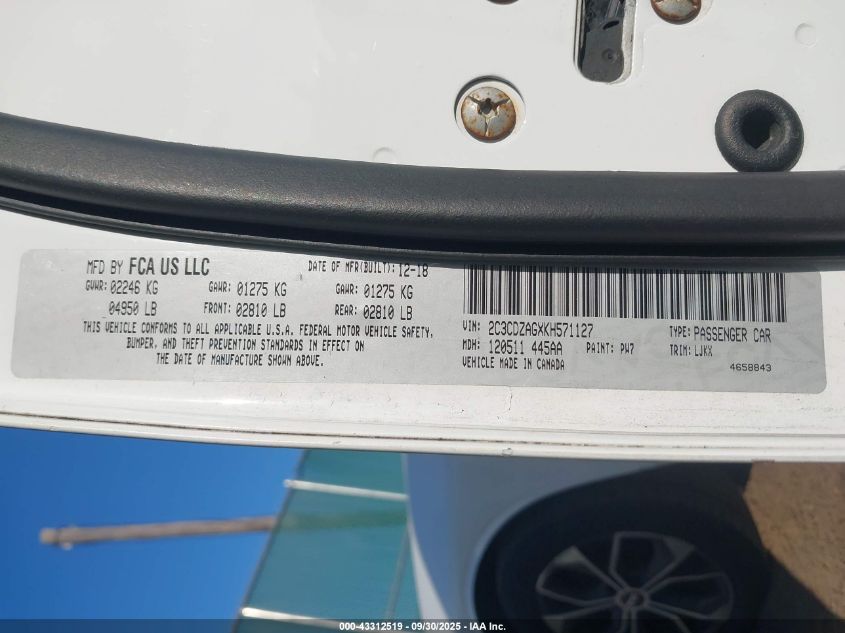 MFD BY FCA US LLC DATE OF MFR(BUILT): 12-18
GVWR: 02246 KG GAWR: 01275 KG GAWR: 01275 KG
04950 LB FRONT: 02810 LB REAR: 02810 LB
THIS VEHICLE CONFORMS TO ALL APPLICABLE U.S.A. FEDERAL MOTOR VEHICLE SAFETY,
BUMPER, AND THEFT PREVENTION STANDARDS IN EFFECT ON
THE DATE OF MANUFACTURE SHOWN ABOVE.
VIN: 2C3CDZAGXKH571127 TYPE: PASSENGER CAR
MDH: 120511 445AA PAINT: PW7 TRIM: LJKX
VEHICLE MADE IN CANADA 4658843
000-43312519 - 09/30/2025 - IAA, Inc.